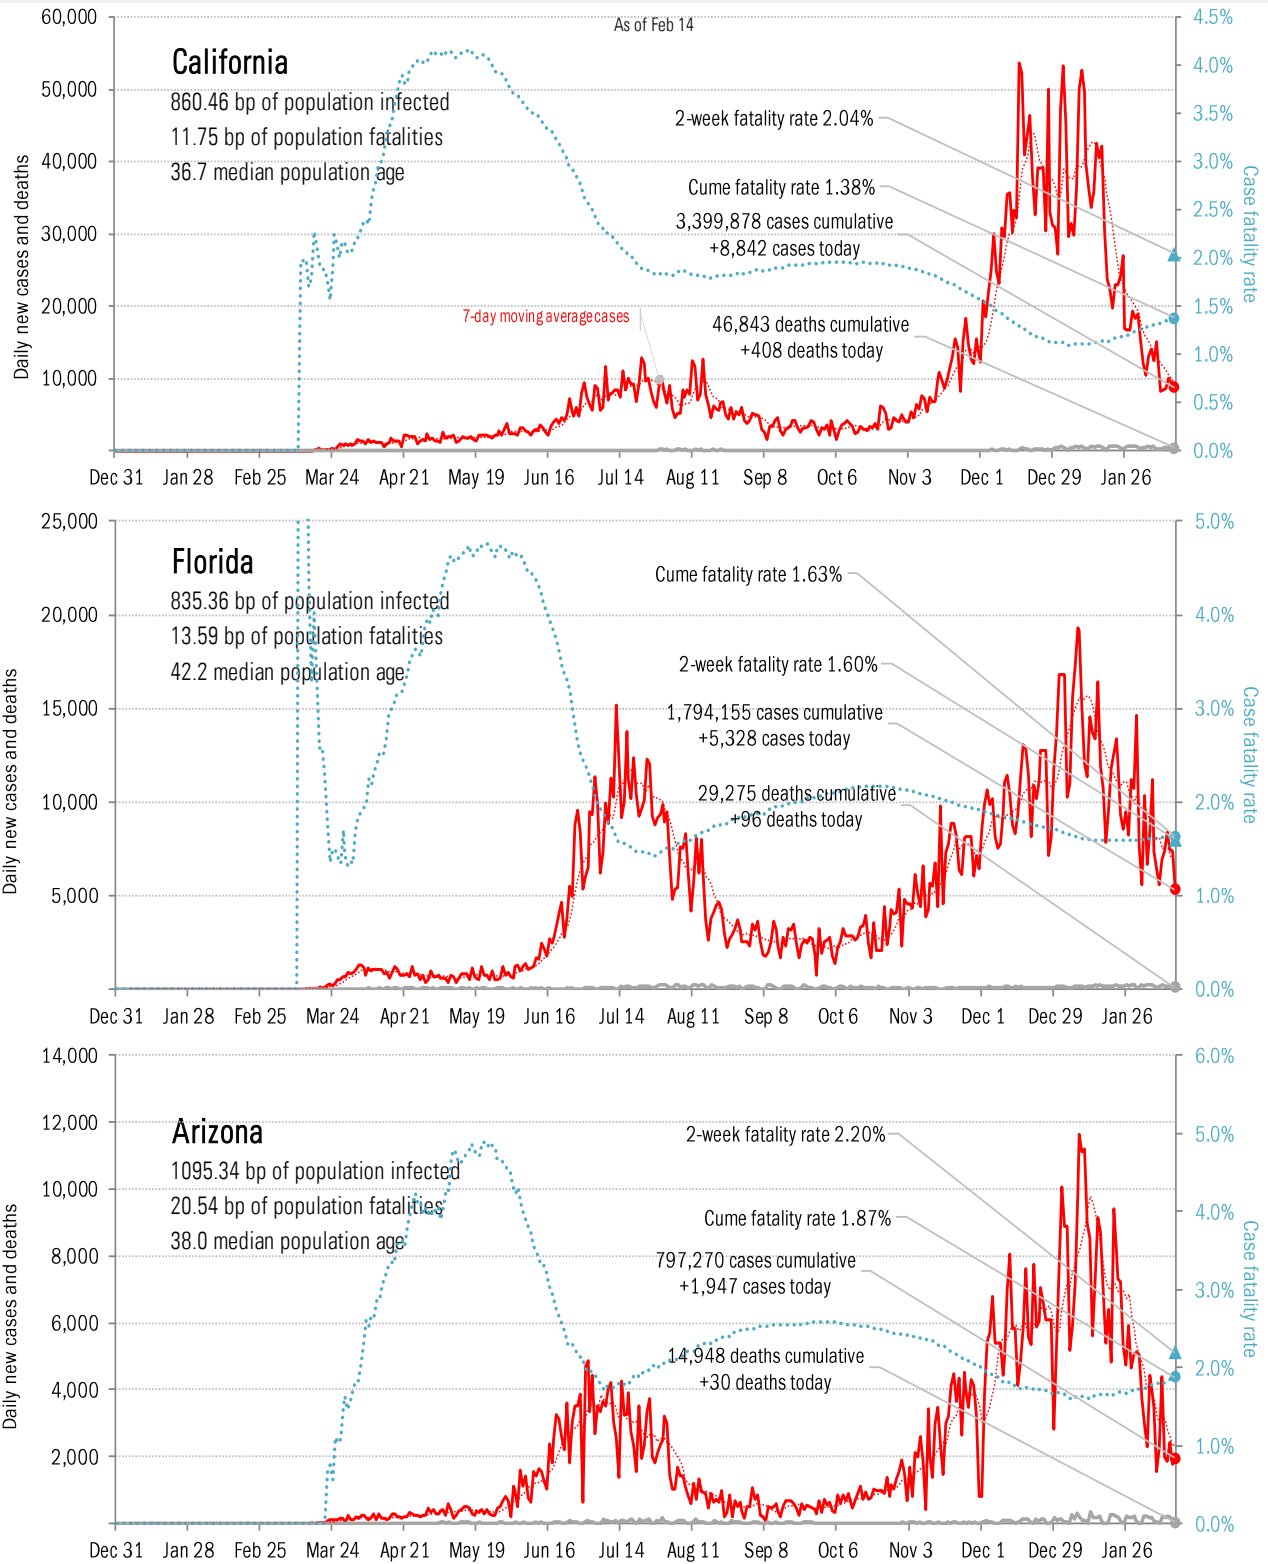 As of Feb 14
60,000
50,000
40,000
30,000
20,000
10,000
Daily new cases and deaths
California
860.46 bp of population infected
11.75 bp of population fatalities
36.7 median population age
2-week fatality rate 2.04%
Cume fatality rate 1.38%
3,399,878 cases cumulative
+8,842 cases today
7-day moving average cases
46,843 deaths cumulative
+408 deaths today
4.5%
4.0%
3.5%
3.0%
2.5%
2.0%
1.5%
1.0%
0.5%
0.0%
Case fatality rate
Dec 31 Jan 28 Feb 25 Mar 24 Apr 21 May 19 Jun 16 Jul 14 Aug 11 Sep 8 Oct 6 Nov 3 Dec 1 Dec 29 Jan 26
25,000
20,000
15,000
10,000
5,000
Daily new cases and deaths
Florida
835.36 bp of population infected
13.59 bp of population fatalities
42.2 median population age
Cume fatality rate 1.63%
2-week fatality rate 1.60%
1,794,155 cases cumulative
+5,328 cases today
29,275 deaths cumulative
+96 deaths today
5.0%
4.0%
3.0%
2.0%
1.0%
0.0%
Case fatality rate
Dec 31 Jan 28 Feb 25 Mar 24 Apr 21 May 19 Jun 16 Jul 14 Aug 11 Sep 8 Oct 6 Nov 3 Dec 1 Dec 29 Jan 26
14,000
12,000
10,000
8,000
6,000
4,000
2,000
Daily new cases and deaths
Arizona
1095.34 bp of population infected
20.54 bp of population fatalities
38.0 median population age
2-week fatality rate 2.20%
Cume fatality rate 1.87%
797,270 cases cumulative
+1,947 cases today
14,948 deaths cumulative
+30 deaths today
6.0%
5.0%
4.0%
3.0%
2.0%
1.0%
0.0%
Case fatality rate
Dec 31 Jan 28 Feb 25 Mar 24 Apr 21 May 19 Jun 16 Jul 14 Aug 11 Sep 8 Oct 6 Nov 3 Dec 1 Dec 29 Jan 26